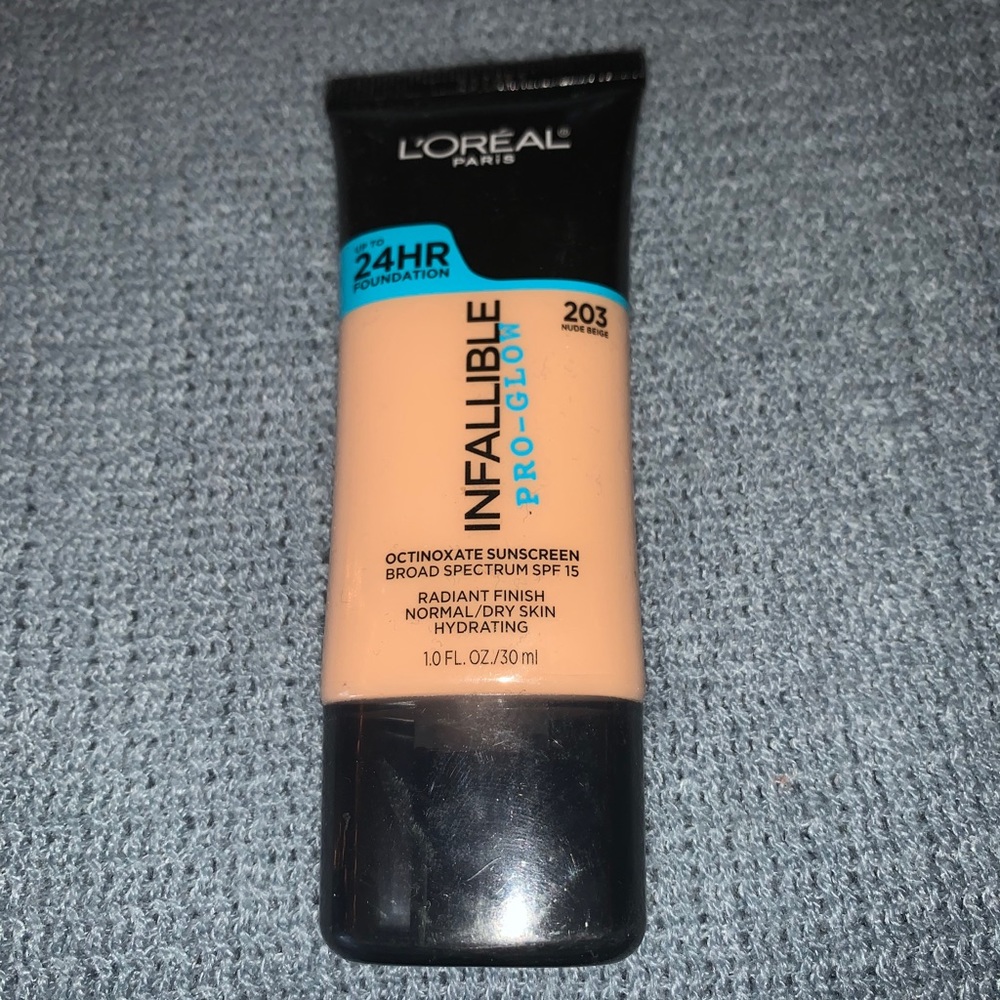 L'ORÉAL®
PARIS
UP TO
24HR
FOUNDATION
203
NUDE BEIGE
INFALLIBLE
PRO-GLOW
OCTINOXATE SUNSCREEN
BROAD SPECTRUM SPF 15
RADIANT FINISH
NORMAL/DRY SKIN
HYDRATING
1.0 FL. OZ./30 ml